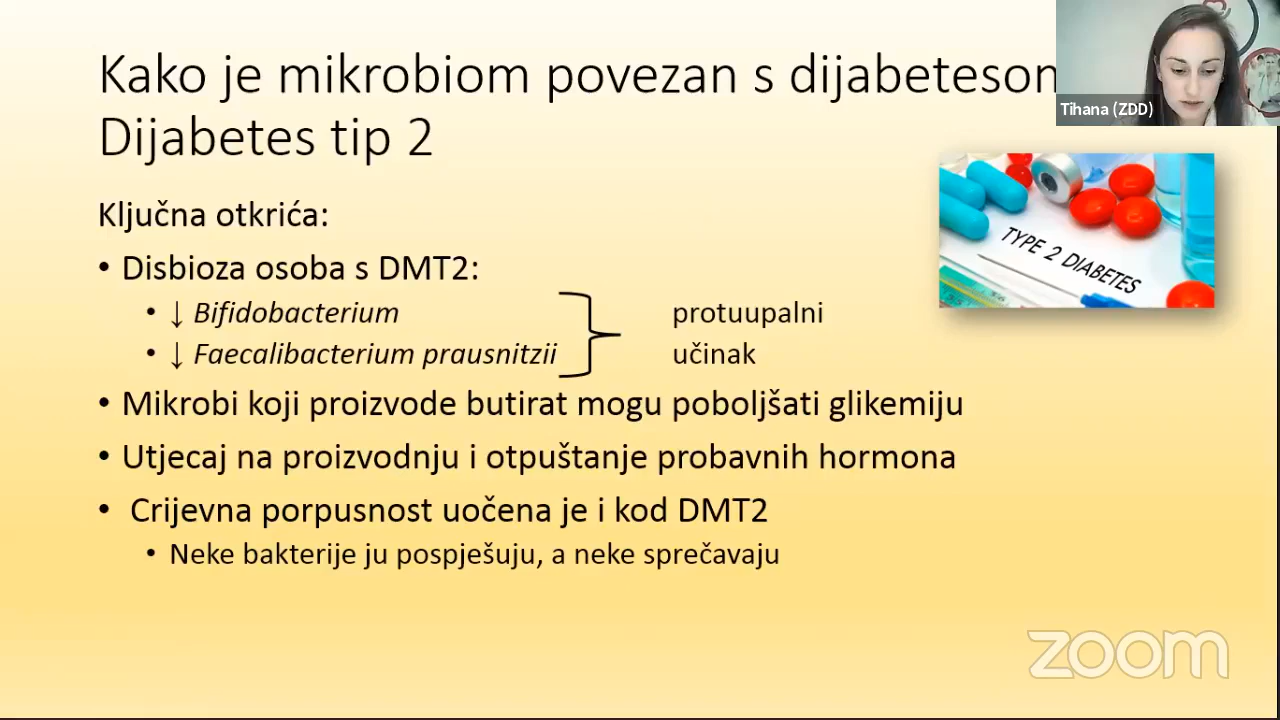 Kako je mikrobiom povezan s dijabetesom
Dijabetes tip 2
Tihana (ZDD)
TYPE 2 DIABETES
Ključna otkrića:
• Disbioza osoba s DMT2:
• ↓ Bifidobacterium
• ↓ Faecalibacterium prausnitzii
protuupalni
učinak
• Mikrobi koji proizvode butirat mogu poboljšati glikemiju
• Utjecaj na proizvodnju i otpuštanje probavnih hormona
• Crijevna porpusnost uočena je i kod DMT2
• Neke bakterije ju pospješuju, a neke sprečavaju
zoom